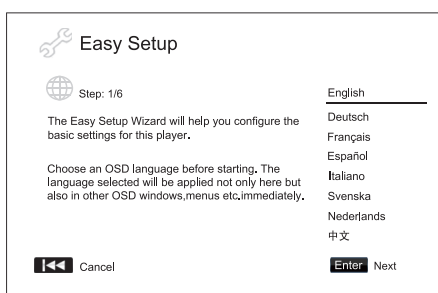 Easy Setup
Step: 1/6
The Easy Setup Wizard will help you configure the
basic settings for this player.
Choose an OSD language before starting. The
language selected will be applied not only here but
also in other OSD windows,menus etc.immediately.
English
Deutsch
Français
Español
Italiano
Svenska
Nederlands
中文
Cancel
Enter Next